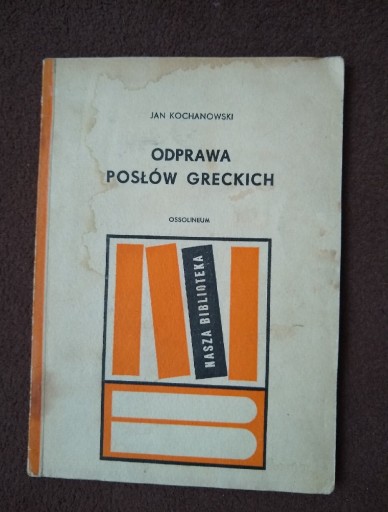 JAN KOCHANOWSKI
ODPRAWA
POSŁÓW GRECKICH
OSSOLINEUM
NASZA BIBLIOTEKA